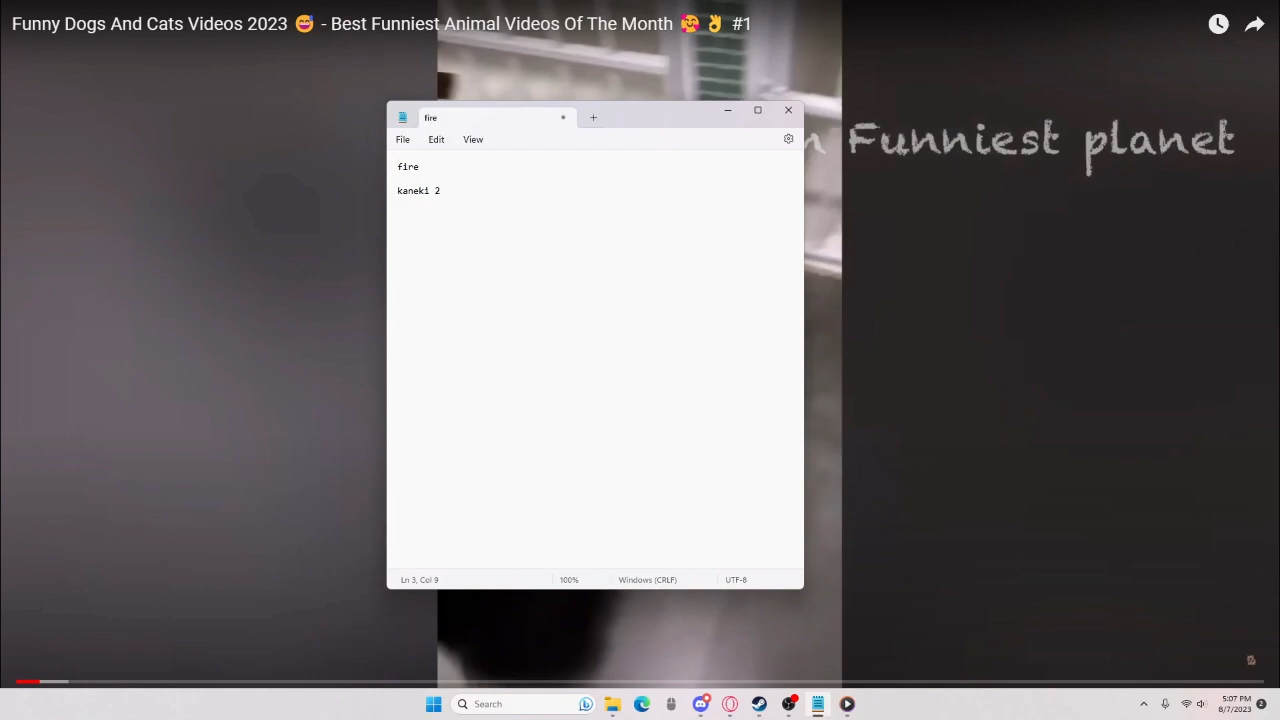 Funny Dogs And Cats Videos 2023 😅 - Best Funniest Animal Videos Of The Month 🥰 👌 #1
fire
File Edit View
n Funniest planet
fire
kaneki 2
Ln 3, Col 9 100% Windows (CRLF) UTF-8
Search
5:07 PM
8/7/2023
2